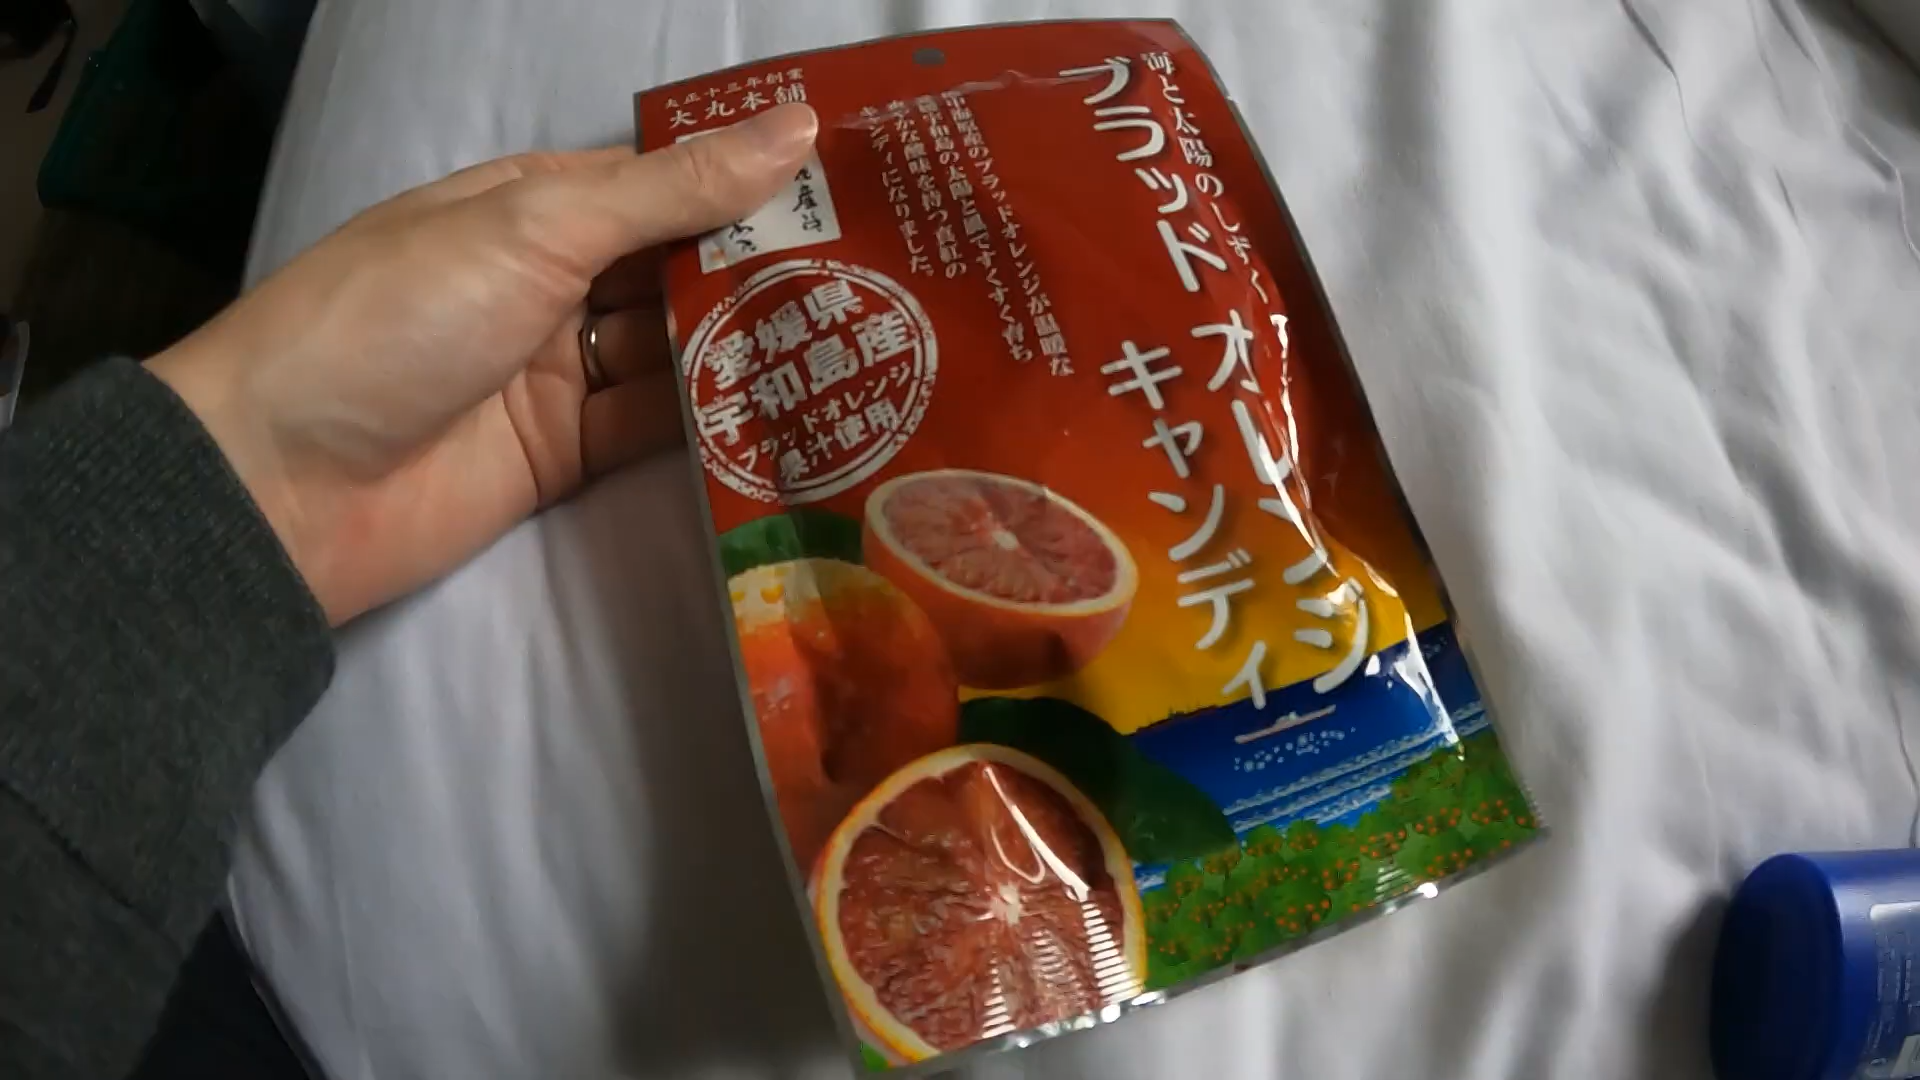 海と太陽のしずく
ブラッドオレンジ
キャンディ
中海原産のブラッドオレンジが温暖な
宇和島の太陽と風ですくすく育ち
やかな酸味を持つ真紅の
キャンディになりました。
大正十三年創業
大丸本舗
産は
愛媛県
宇和島産
ブラッドオレンジ
果汁使用